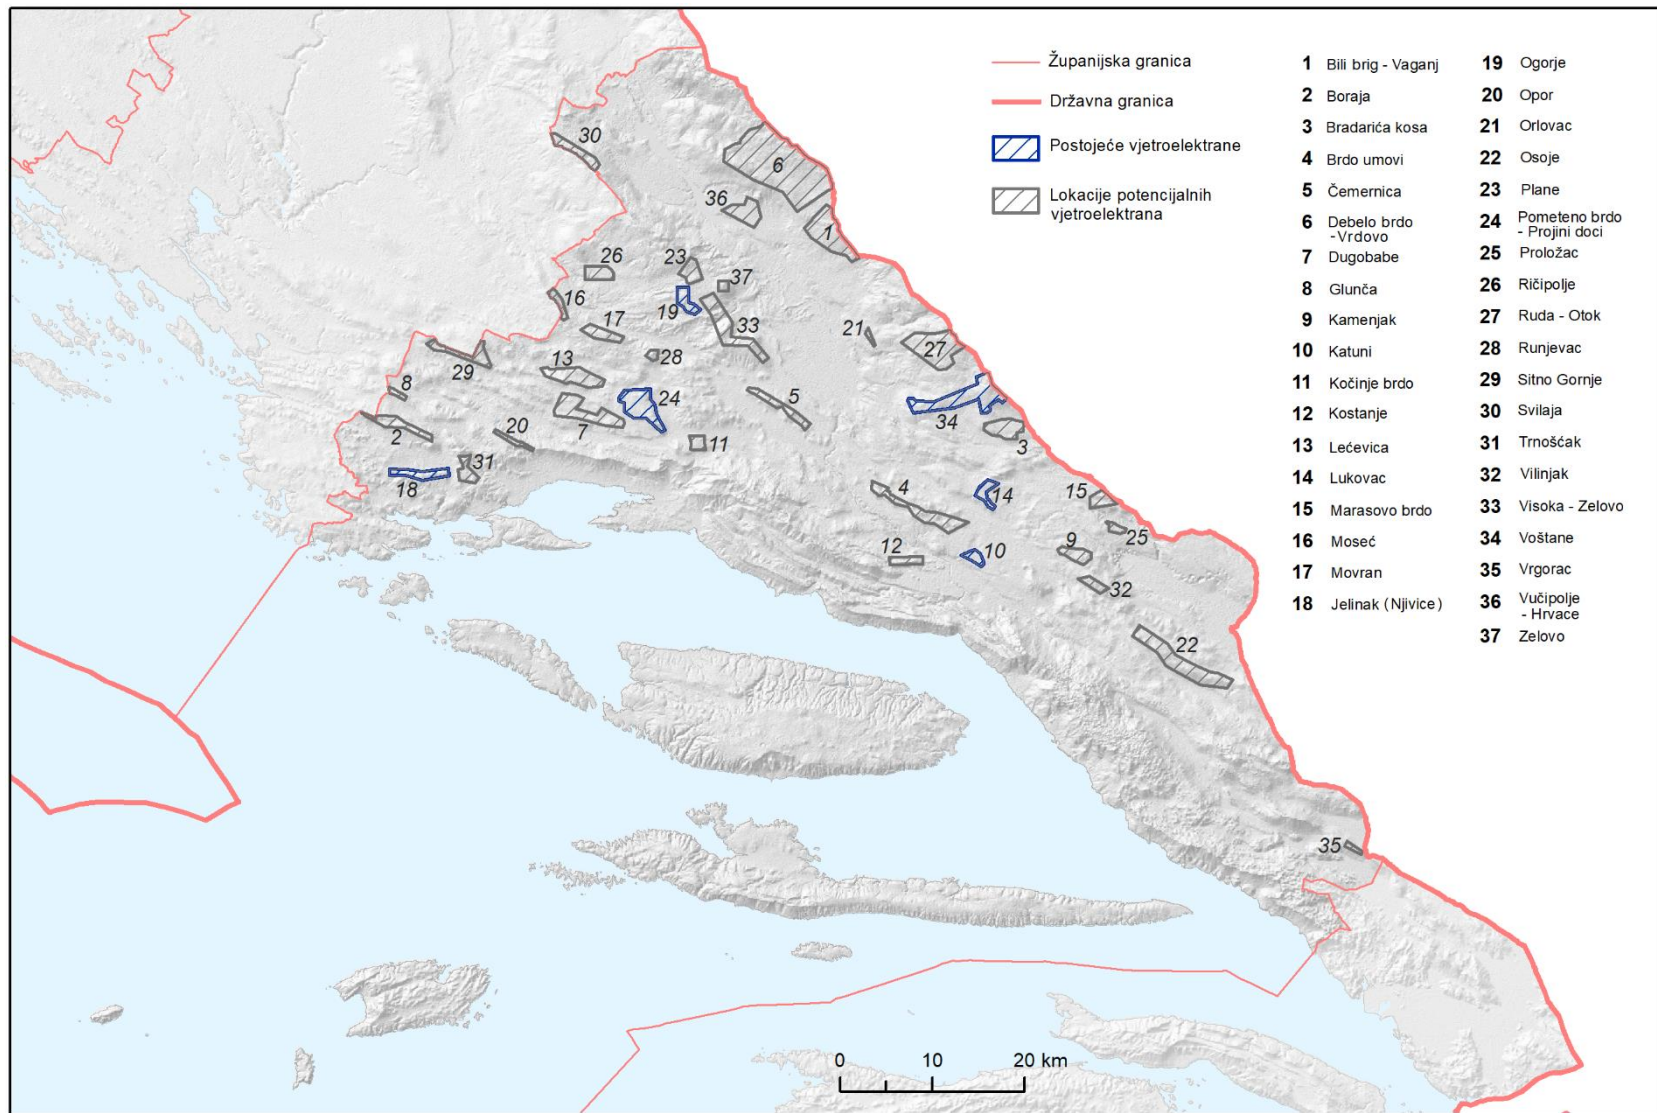 Županijska granica
Državna granica
Postojeće vjetroelektrane
Lokacije potencijalnih
vjetroelektrana
1 Bili brig - Vaganj
2 Boraja
3 Bradarića kosa
4 Brdo umovi
5 Čemernica
6 Debelo brdo
- Vrdovo
7 Dugobabe
8 Glunča
9 Kamenjak
10 Katuni
11 Kočinje brdo
12 Kostanje
13 Lećevica
14 Lukovac
15 Marasovo brdo
16 Moseć
17 Movran
18 Jelinak (Njivice)
19 Ogorje
20 Opor
21 Orlovac
22 Osoje
23 Plane
24 Pometeno brdo
- Projini doci
25 Proložac
26 Ričipolje
27 Ruda - Otok
28 Runjevac
29 Sitno Gornje
30 Svilaja
31 Trnošćak
32 Vilinjak
33 Visoka - Zelovo
34 Voštane
35 Vrgorac
36 Vučipolje
- Hrvace
37 Zelovo
30
6
36
1
26
23
37
16
19
17
33
21
27
28
29
13
8
5
24
34
2
7
20
11
3
31
18
4
14
15
25
12
10
9
32
22
35
0 10 20 km